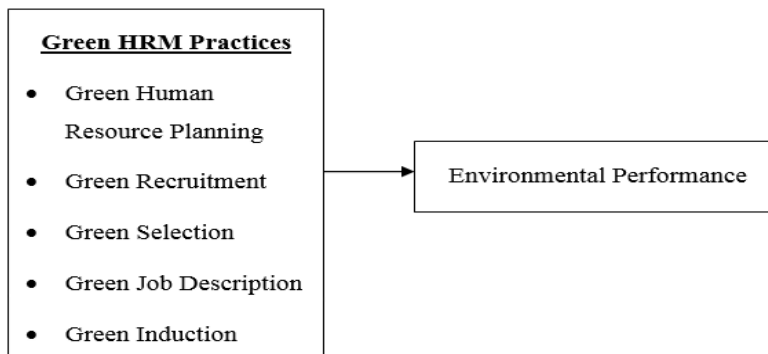 Green HRM Practices
• Green Human
Resource Planning
• Green Recruitment
• Green Selection
• Green Job Description
• Green Induction
Environmental Performance